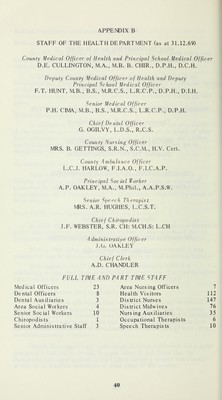 APPENDIX B
STAFF OF THE HEALTH DEPARTMENT (as at 31.12.69)
County Medical Officer of Health and Principal School Medical Officer
D.E. CULLINGTON, M.A., M.B. B. CHIR., D.P.H., D.C.H.
Deputy County Medical Officer of Health and Deputy
Principal School Medical Officer
F.T. HUNT, M.B., B.S., M.R.C.S., L.R.C.P., D.P.H., D.I.H.
Senior Medical Officer
P.H. CIMA, M.B., B.S., M.R.C.S., L.R.C.P., D.P.H.
Chief Dental Officer
G. OGILVY, L.D.S., R.C.S.
County Nursing Officer
MRS. B. GETTINGS, S.R.N., S.C.M., H.V. Cert.
County Ambulance Officer
L.C.J. HARLOW, F.I.A.O., F.I.C.A.P.
Principal Social Worker
A.P. OAKLEY, M.A., M.Phil., A.A.P.S.W.
Senior Speech Therapist
MRS. A.R. HUGHES, L.C.S.T.
Chief Chiropodist
J.F. WEBSTER, S.R. CH: M.CH.S: L.CH
Administrative Officer
J.G. OAKLEY
Chief Clerk
A.D. CHANDLER
FULL TIME AND PART TIME STAFF
Medical Officers 23 Area Nursing Officers 7
Dental Officers 8 Health Visitors 112
Dental Auxiliaries 3 District Nurses 147
Area Social Workers 4 District Midwives 76
Senior Social Workers 10 Nursing Auxiliaries 35
Chiropodists 1 Occupational Therapists 6
Senior Administrative Staff 3 Speech Therapists 10
40